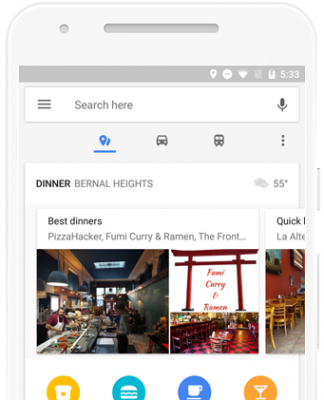 5:33
Search here
DINNER BERNAL HEIGHTS 55°
Best dinners
PizzaHacker, Fumi Curry & Ramen, The Front...
Fumi
Curry
&
Ramen
Quick
La Alte